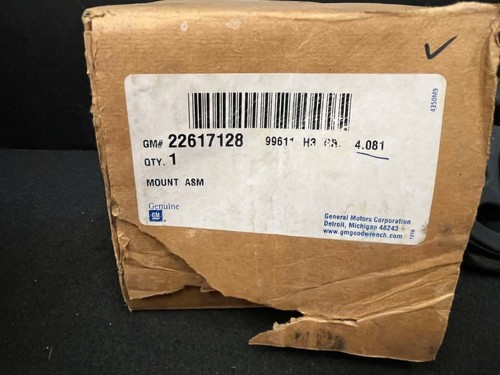 4350M9
GM# 22617128 99611 H3 GR. 4.081
QTY. 1
MOUNT ASM
Genuine
GM
General Motors Corporation
Detroit, Michigan 48243
www.gmgoodwrench.com